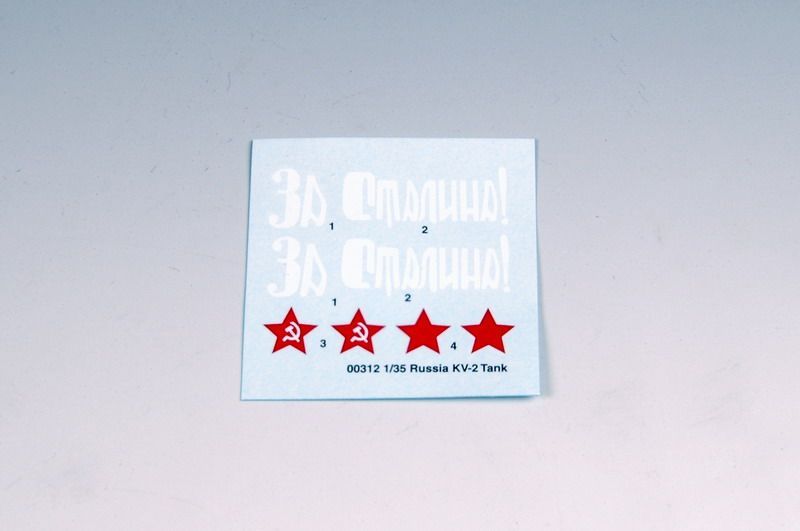 За Сталина!
1 2
За Сталина!
1 2
3 4
00312 1/35 Russia KV-2 Tank